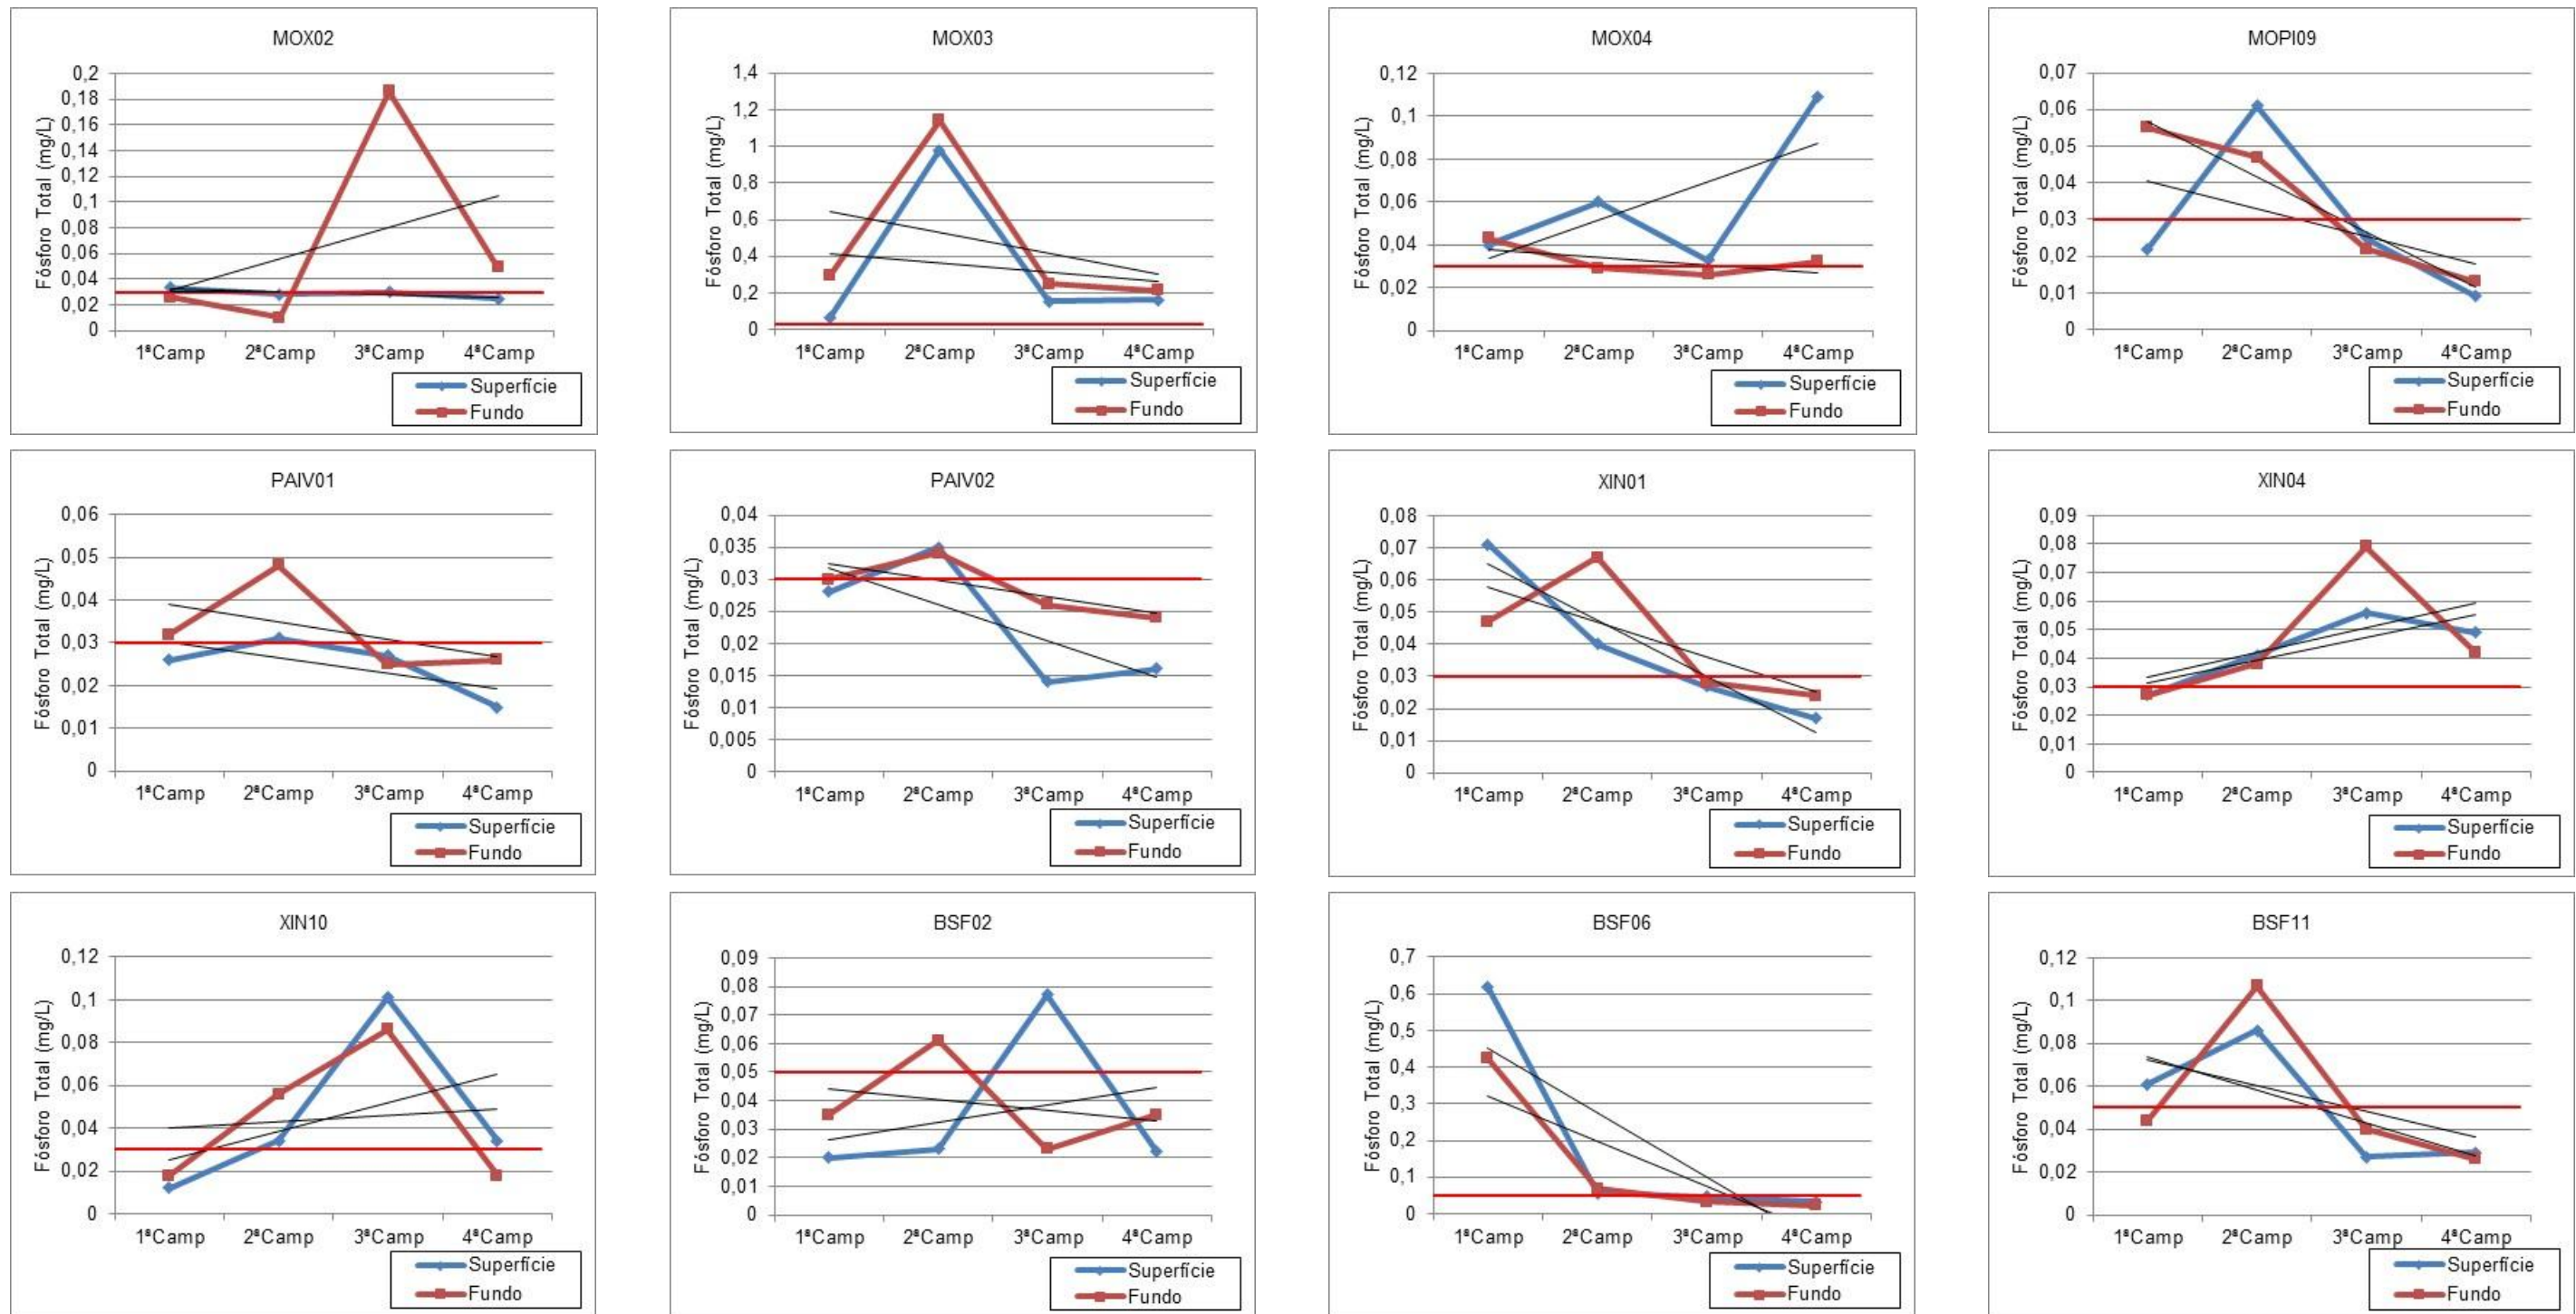 MOX02
Fósforo Total (mg/L)
0,2
0,18
0,16
0,14
0,12
0,1
0,08
0,06
0,04
0,02
0
1ªCamp 2ªCamp 3ªCamp 4ªCamp
Superfície
Fundo
MOX03
Fósforo Total (mg/L)
1,4
1,2
1
0,8
0,6
0,4
0,2
0
1ªCamp 2ªCamp 3ªCamp 4ªCamp
Superfície
Fundo
MOX04
Fósforo Total (mg/L)
0,12
0,1
0,08
0,06
0,04
0,02
0
1ªCamp 2ªCamp 3ªCamp 4ªCamp
Superfície
Fundo
MOPI09
Fósforo Total (mg/L)
0,07
0,06
0,05
0,04
0,03
0,02
0,01
0
1ªCamp 2ªCamp 3ªCamp 4ªCamp
Superfície
Fundo
PAIV01
Fósforo Total (mg/L)
0,06
0,05
0,04
0,03
0,02
0,01
0
1ªCamp 2ªCamp 3ªCamp 4ªCamp
Superfície
Fundo
PAIV02
Fósforo Total (mg/L)
0,04
0,035
0,03
0,025
0,02
0,015
0,01
0,005
0
1ªCamp 2ªCamp 3ªCamp 4ªCamp
Superfície
Fundo
XIN01
Fósforo Total (mg/L)
0,08
0,07
0,06
0,05
0,04
0,03
0,02
0,01
0
1ªCamp 2ªCamp 3ªCamp 4ªCamp
Superfície
Fundo
XIN04
Fósforo Total (mg/L)
0,09
0,08
0,07
0,06
0,05
0,04
0,03
0,02
0,01
0
1ªCamp 2ªCamp 3ªCamp 4ªCamp
Superfície
Fundo
XIN10
Fósforo Total (mg/L)
0,12
0,1
0,08
0,06
0,04
0,02
0
1ªCamp 2ªCamp 3ªCamp 4ªCamp
Superfície
Fundo
BSF02
Fósforo Total (mg/L)
0,09
0,08
0,07
0,06
0,05
0,04
0,03
0,02
0,01
0
1ªCamp 2ªCamp 3ªCamp 4ªCamp
Superfície
Fundo
BSF06
Fósforo Total (mg/L)
0,7
0,6
0,5
0,4
0,3
0,2
0,1
0
1ªCamp 2ªCamp 3ªCamp 4ªCamp
Superfície
Fundo
BSF11
Fósforo Total (mg/L)
0,12
0,1
0,08
0,06
0,04
0,02
0
1ªCamp 2ªCamp 3ªCamp 4ªCamp
Superfície
Fundo